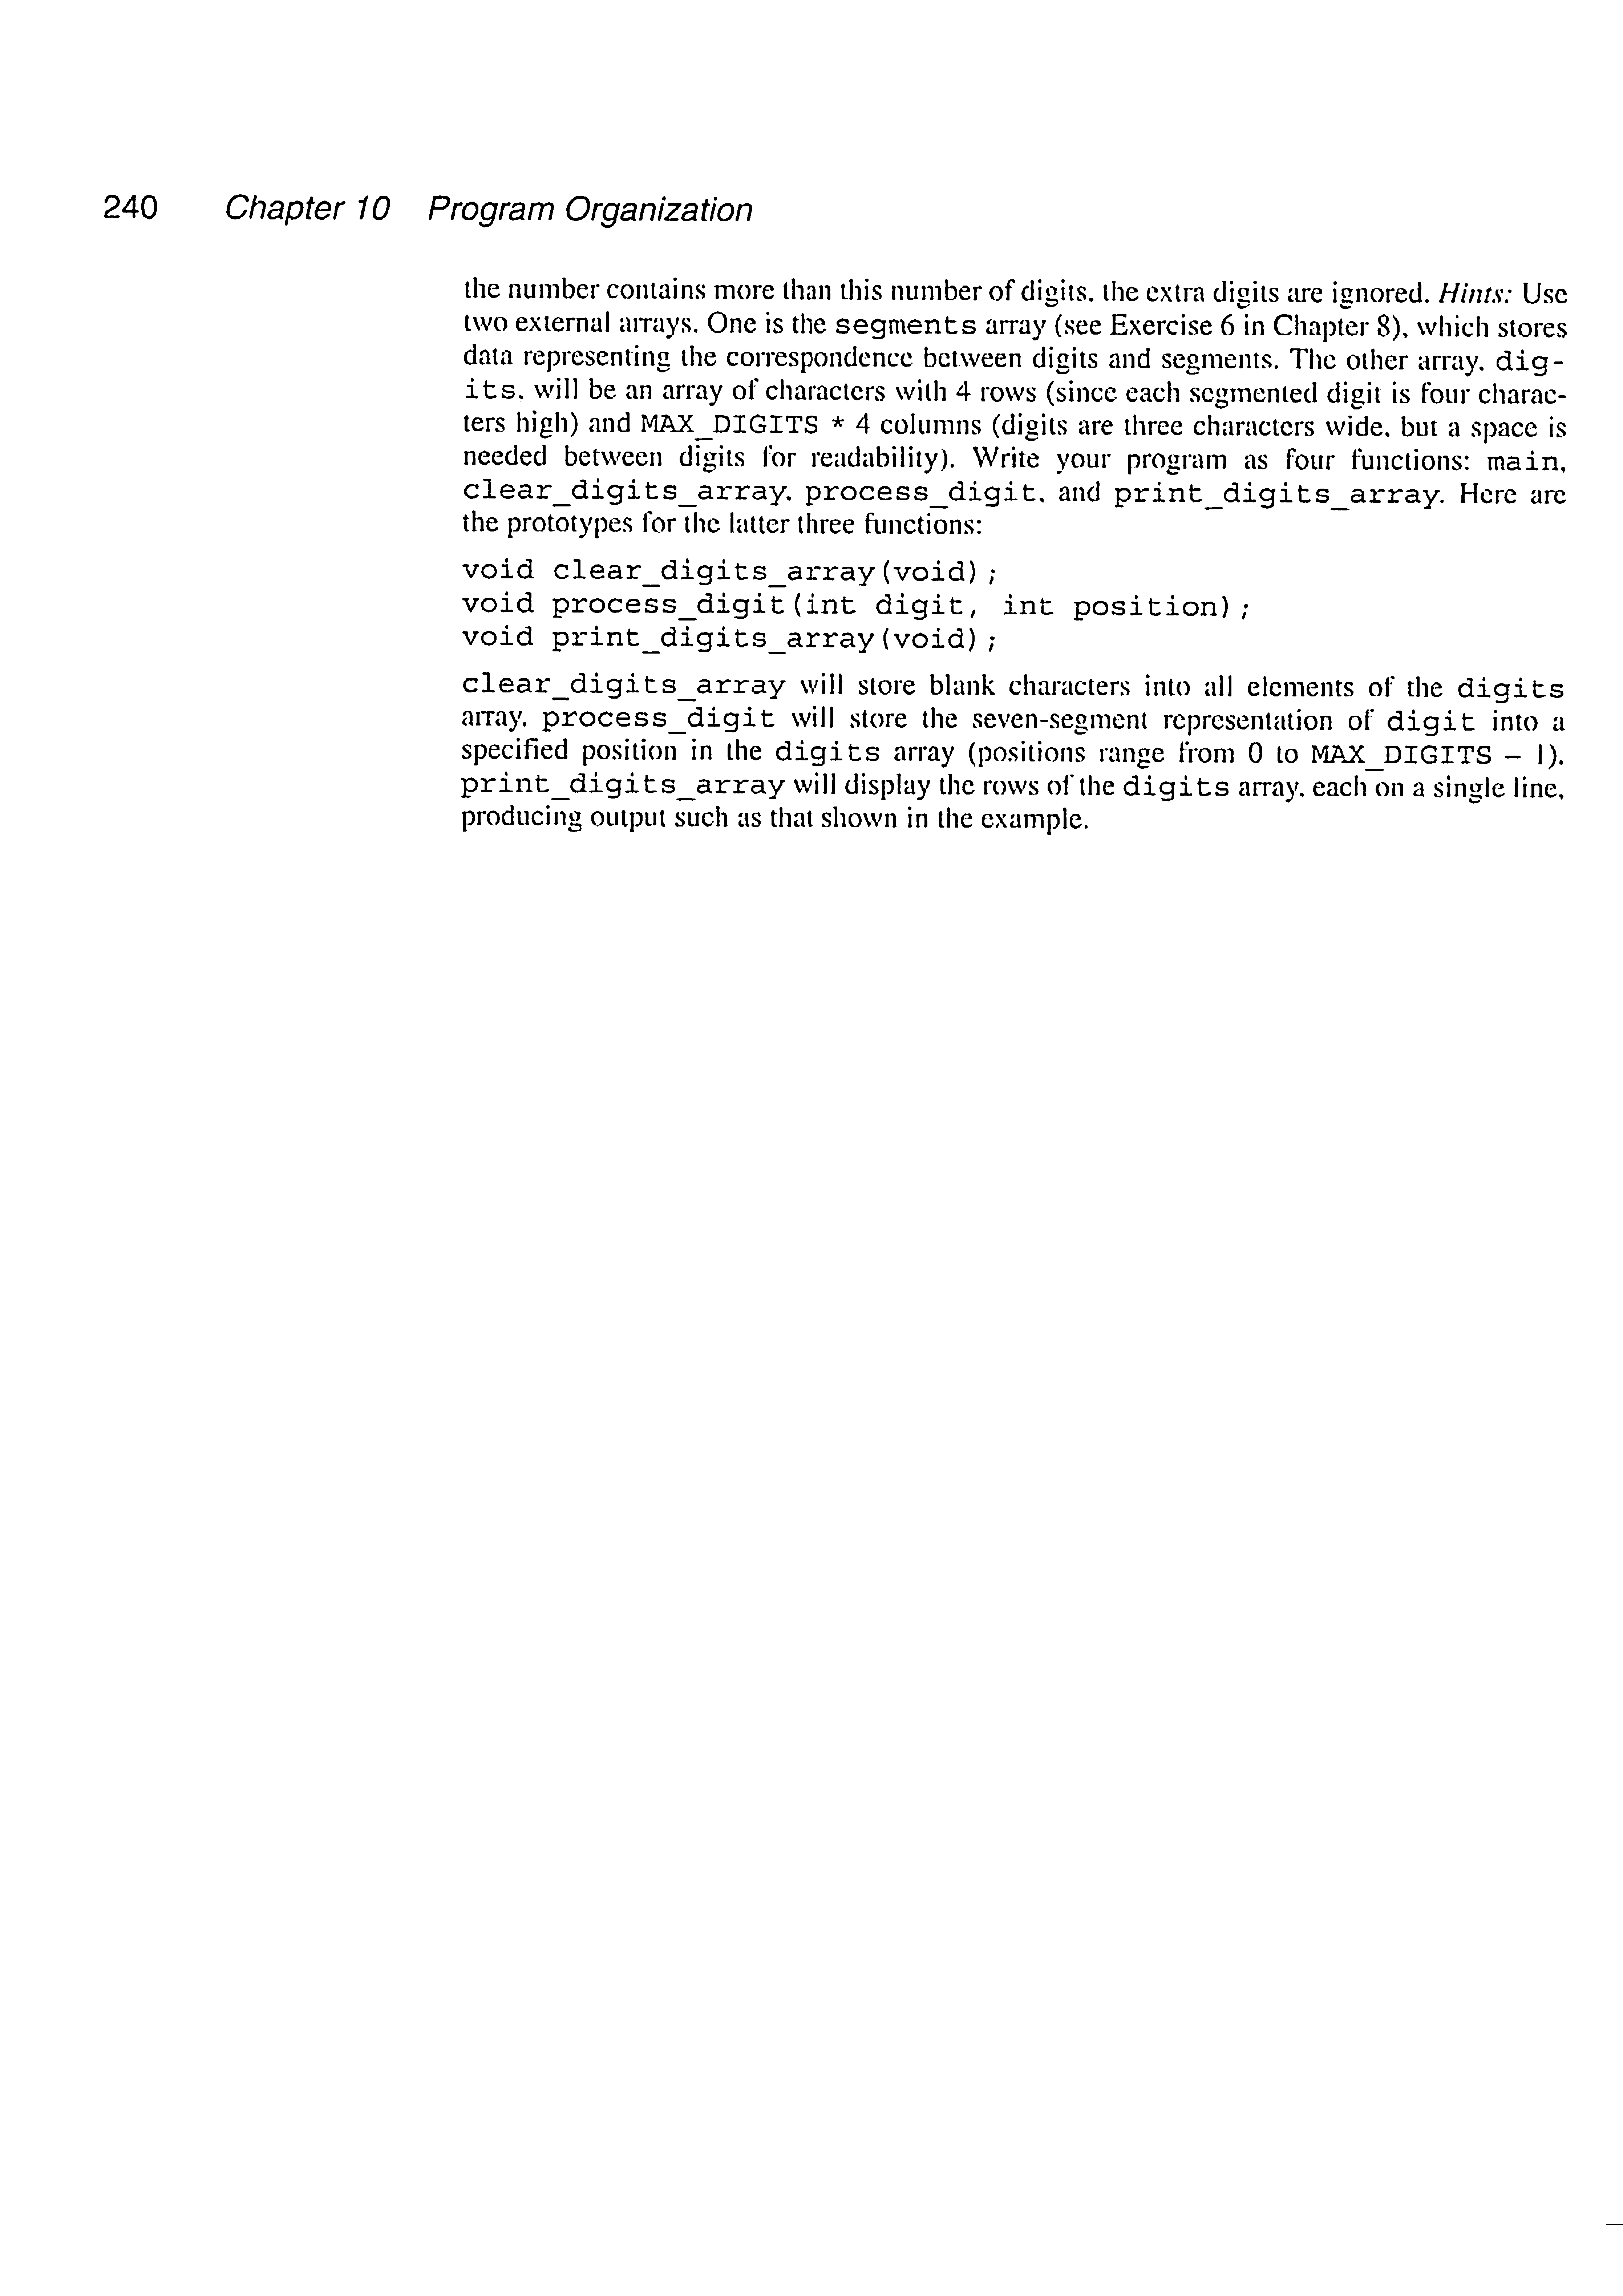 240 Chapter 10 Program Organization
the number contains more than this number of digits, the extra digits are ignored. Hints: Use
two external arrays. One is the segments array (see Exercise 6 in Chapter 8), which stores
data representing the correspondence between digits and segments. The other array, dig-
its, will be an array of characters with 4 rows (since each segmented digit is four charac-
ters high) and MAX_DIGITS * 4 columns (digits are three characters wide, but a space is
needed between digits for readability). Write your program as four functions: main,
clear_digits_array, process_digit, and print_digits_array. Here are
the prototypes for the latter three functions:
void clear_digits_array(void);
void process_digit(int digit, int position);
void print_digits_array(void);
clear_digits_array will store blank characters into all elements of the digits
array. process_digit will store the seven-segment representation of digit into a
specified position in the digits array (positions range from 0 to MAX_DIGITS – 1).
print_digits_array will display the rows of the digits array, each on a single line,
producing output such as that shown in the example.